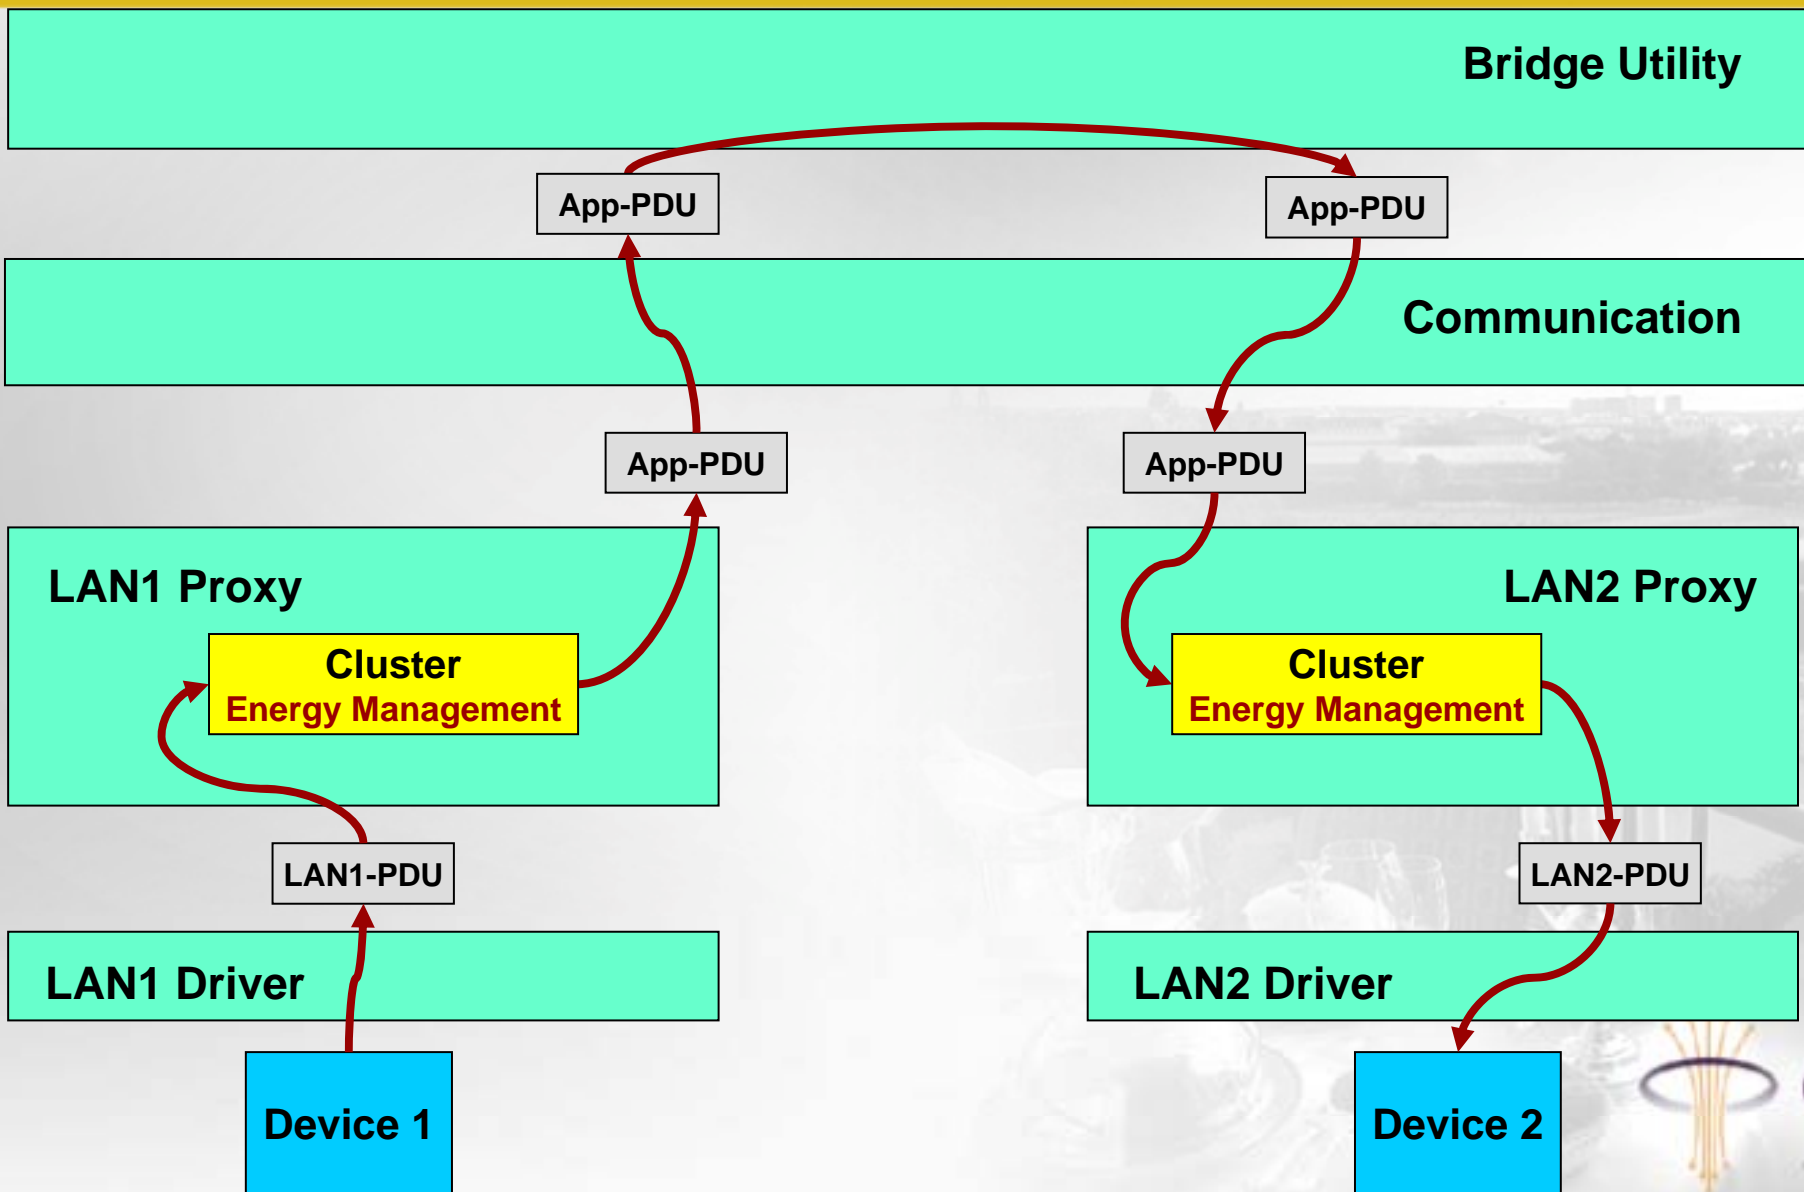 Bridge Utility
App-PDU
App-PDU
Communication
App-PDU
App-PDU
LAN1 Proxy
LAN2 Proxy
Cluster
Energy Management
Cluster
Energy Management
LAN1-PDU
LAN2-PDU
LAN1 Driver
LAN2 Driver
Device 1
Device 2